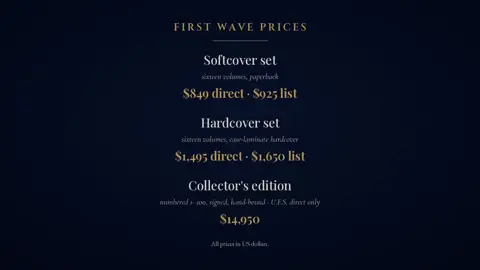 FIRST WAVE PRICES
Softcover set
sixteen volumes, paperback
$849 direct · $925 list
Hardcover set
sixteen volumes, case-laminate hardcover
$1,495 direct · $1,650 list
Collector's edition
numbered 1–100, signed, hand-bound · U.F.S. direct only
$14,950
All prices in US dollars.